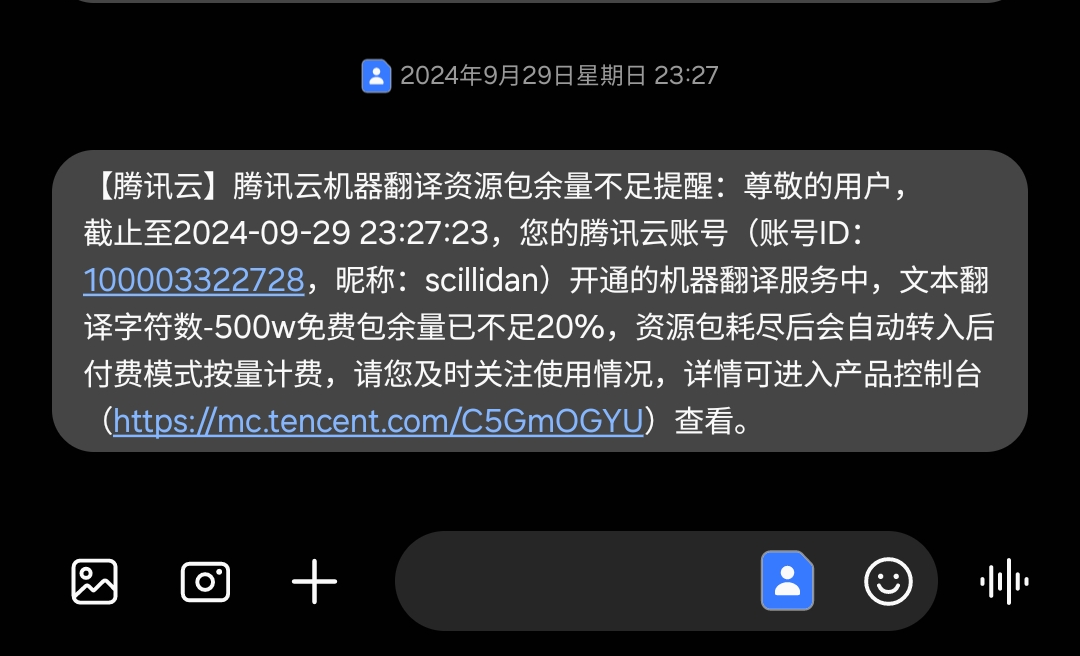 2024年9月29日星期日 23:27
【腾讯云】腾讯云机器翻译资源包余量不足提醒：尊敬的用户，
截止至2024-09-29 23:27:23，您的腾讯云账号（账号ID：
100003322728，昵称：scillidan）开通的机器翻译服务中，文本翻
译字符数-500w免费包余量已不足20%，资源包耗尽后会自动转入后
付费模式按量计费，请您及时关注使用情况，详情可进入产品控制台
（https://mc.tencent.com/C5GmOGYU）查看。